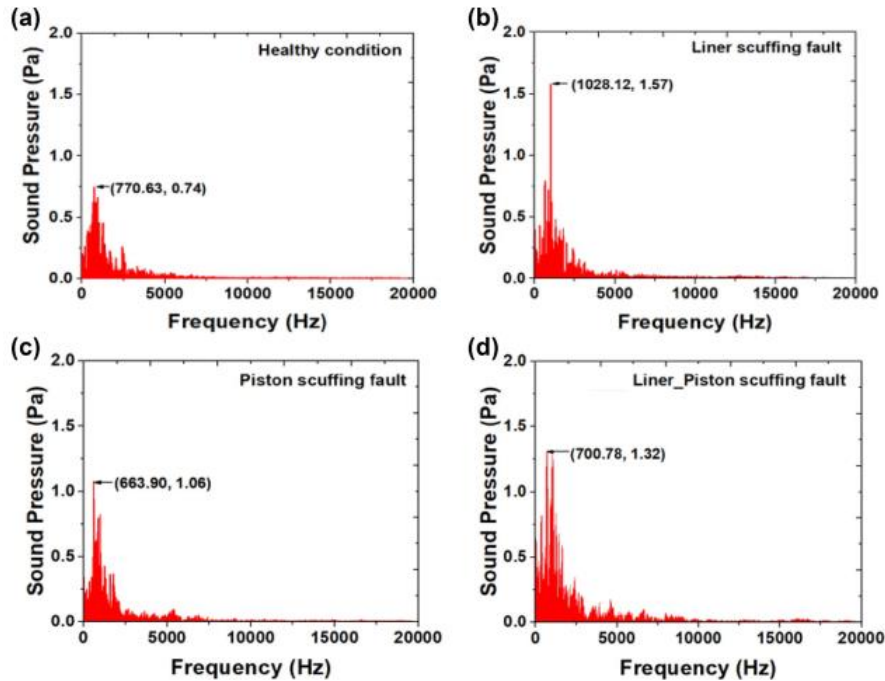 (a)
Healthy condition
2.0
1.5
1.0
0.5
0.0
Sound Pressure (Pa)
(770.63, 0.74)
0 5000 10000 15000 20000
Frequency (Hz)
(b)
Liner scuffing fault
2.0
1.5
1.0
0.5
0.0
Sound Pressure (Pa)
(1028.12, 1.57)
0 5000 10000 15000 20000
Frequency (Hz)
(c)
Piston scuffing fault
2.0
1.5
1.0
0.5
0.0
Sound Pressure (Pa)
(663.90, 1.06)
0 5000 10000 15000 20000
Frequency (Hz)
(d)
Liner_Piston scuffing fault
2.0
1.5
1.0
0.5
0.0
Sound Pressure (Pa)
(700.78, 1.32)
0 5000 10000 15000 20000
Frequency (Hz)